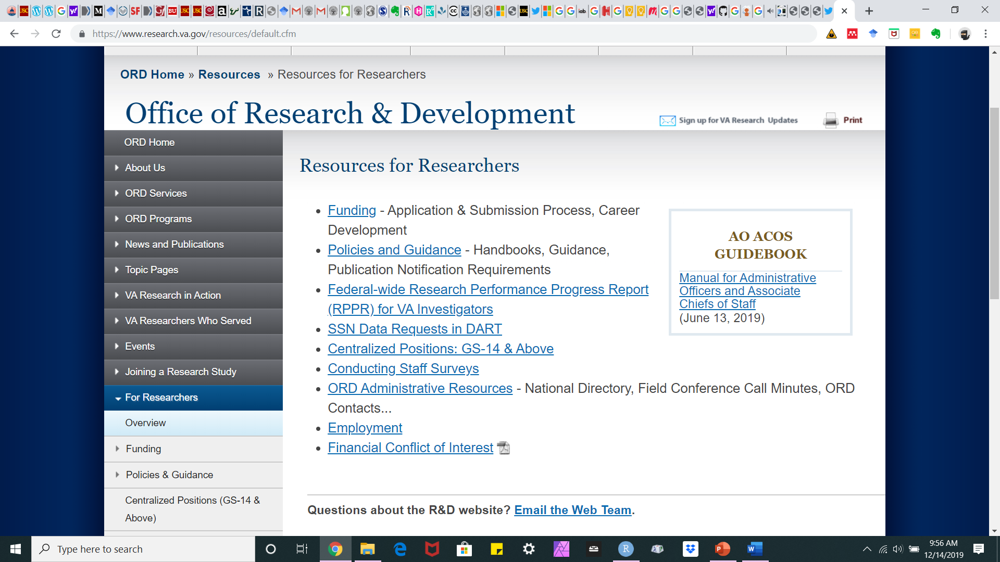 https://www.research.va.gov/resources/default.cfm
ORD Home » Resources » Resources for Researchers
Office of Research & Development
Sign up for VA Research Updates
Print
ORD Home
About Us
ORD Services
ORD Programs
News and Publications
Topic Pages
VA Research in Action
VA Researchers Who Served
Events
Joining a Research Study
For Researchers
Overview
Funding
Policies & Guidance
Centralized Positions (GS-14 &
Above)
Resources for Researchers
Funding - Application & Submission Process, Career
Development
Policies and Guidance - Handbooks, Guidance,
Publication Notification Requirements
Federal-wide Research Performance Progress Report
(RPPR) for VA Investigators
SSN Data Requests in DART
Centralized Positions: GS-14 & Above
Conducting Staff Surveys
ORD Administrative Resources - National Directory, Field Conference Call Minutes, ORD
Contacts...
Employment
Financial Conflict of Interest
AO ACOS
GUIDEBOOK
Manual for Administrative
Officers and Associate
Chiefs of Staff
(June 13, 2019)
Questions about the R&D website? Email the Web Team.
Type here to search
9:56 AM
12/14/2019